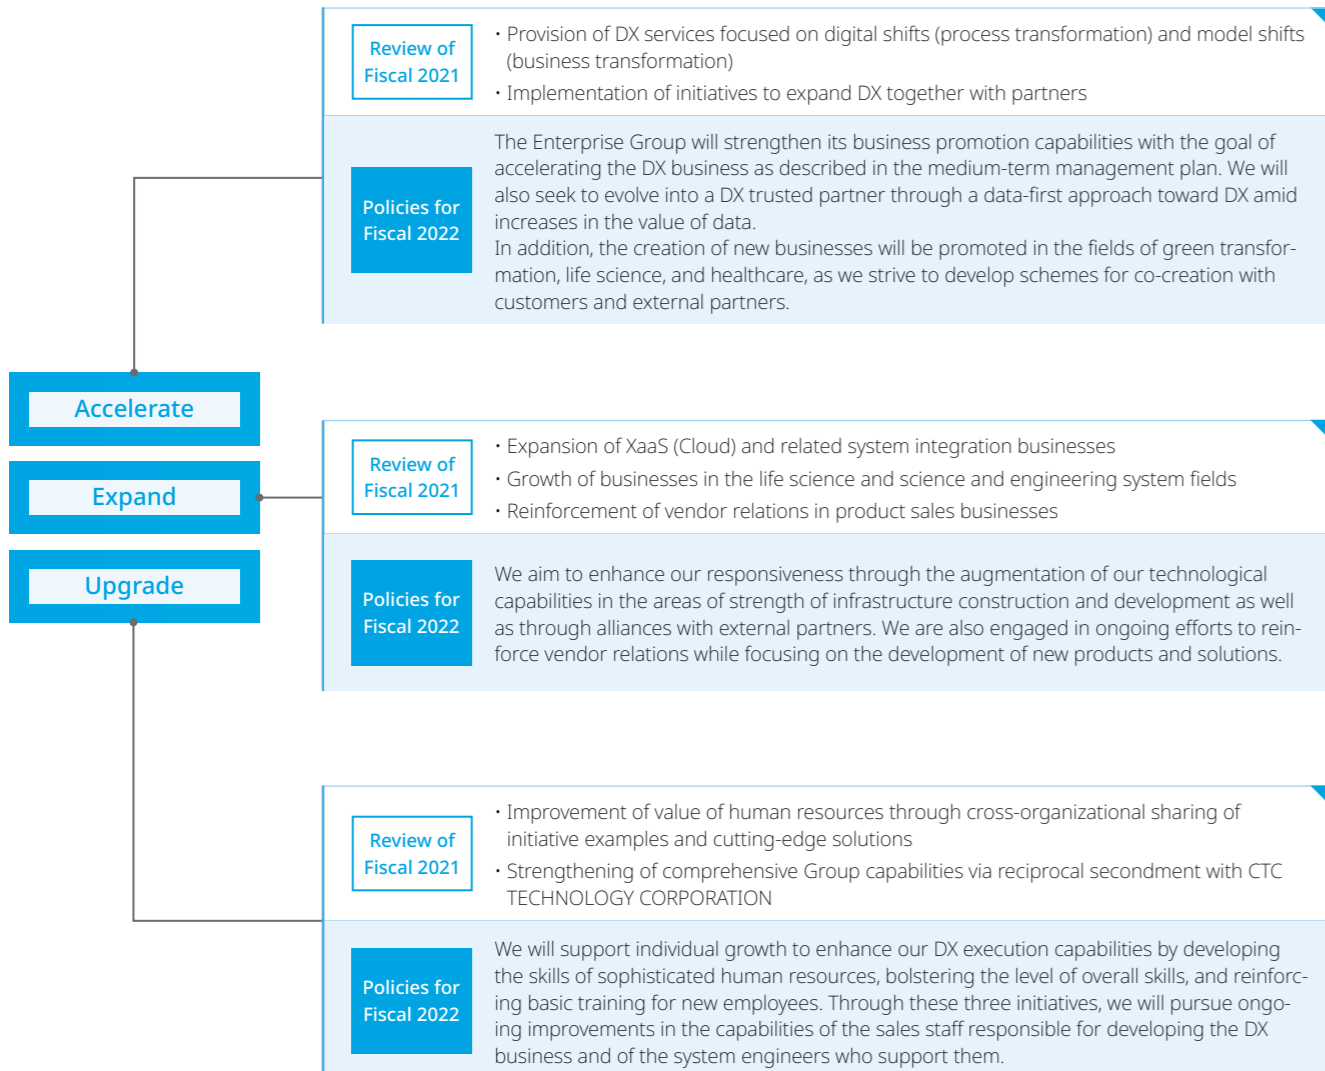 Review of
Fiscal 2021
・Provision of DX services focused on digital shifts (process transformation) and model shifts
(business transformation)
・Implementation of initiatives to expand DX together with partners
Policies for
Fiscal 2022
The Enterprise Group will strengthen its business promotion capabilities with the goal of
accelerating the DX business as described in the medium-term management plan. We will
also seek to evolve into a DX trusted partner through a data-first approach toward DX amid
increases in the value of data.
In addition, the creation of new businesses will be promoted in the fields of green transfor-
mation, life science, and healthcare, as we strive to develop schemes for co-creation with
customers and external partners.
Accelerate
Expand
Upgrade
Review of
Fiscal 2021
・Expansion of XaaS (Cloud) and related system integration businesses
・Growth of businesses in the life science and science and engineering system fields
・Reinforcement of vendor relations in product sales businesses
Policies for
Fiscal 2022
We aim to enhance our responsiveness through the augmentation of our technological
capabilities in the areas of strength of infrastructure construction and development as well
as through alliances with external partners. We are also engaged in ongoing efforts to rein-
force vendor relations while focusing on the development of new products and solutions.
Review of
Fiscal 2021
・Improvement of value of human resources through cross-organizational sharing of
initiative examples and cutting-edge solutions
・Strengthening of comprehensive Group capabilities via reciprocal secondment with CTC
TECHNOLOGY CORPORATION
Policies for
Fiscal 2022
We will support individual growth to enhance our DX execution capabilities by developing
the skills of sophisticated human resources, bolstering the level of overall skills, and reinforc-
ing basic training for new employees. Through these three initiatives, we will pursue ongo-
ing improvements in the capabilities of the sales staff responsible for developing the DX
business and of the system engineers who support them.